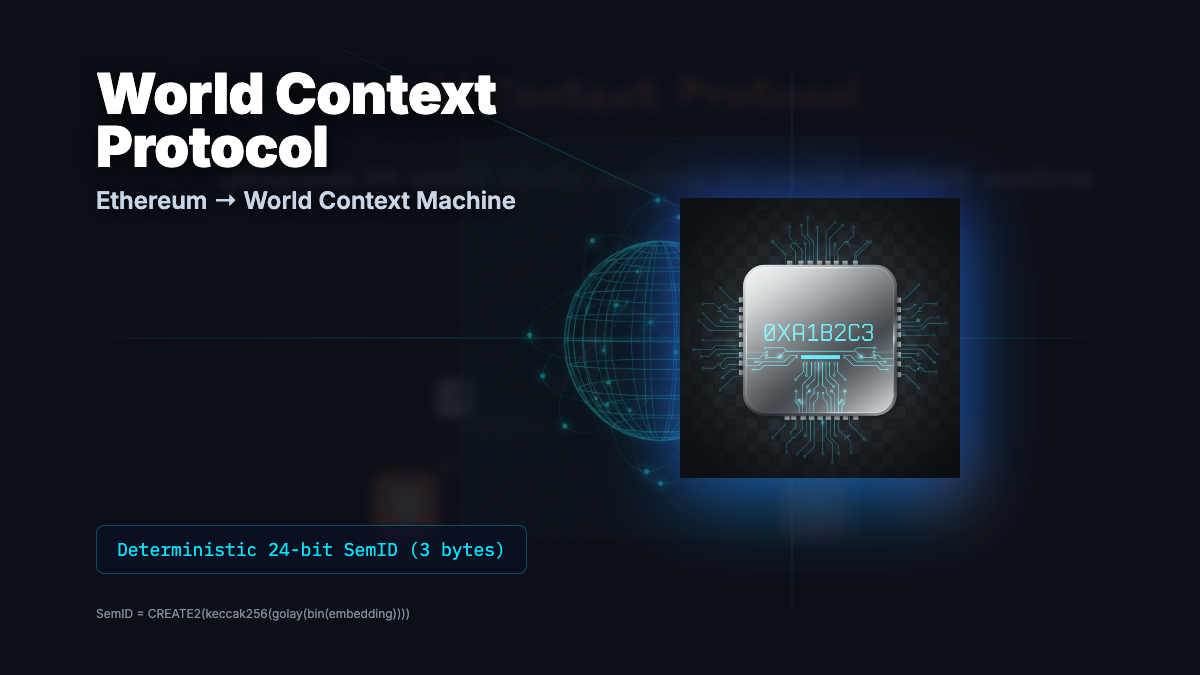 World Context
Protocol
Ethereum → World Context Machine
0XA1B2C3
Deterministic 24-bit SemID (3 bytes)
SemID = CREATE2(keccak256(golay(bin(embedding))))